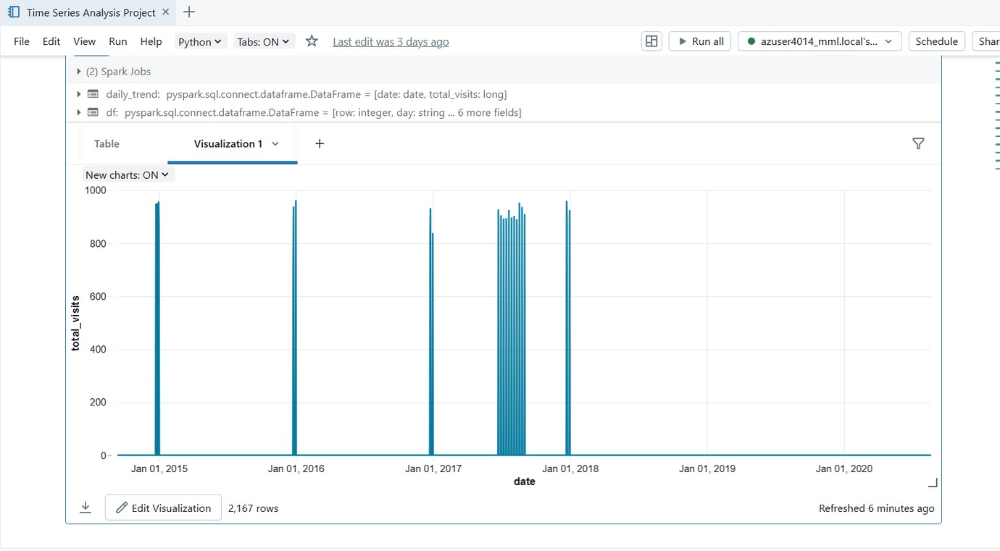 Time Series Analysis Project
File Edit View Run Help Python Tabs: ON Last edit was 3 days ago Run all azuser4014_mml.local's... Schedule Shar
(2) Spark Jobs
daily_trend: pyspark.sql.connect.dataframe.DataFrame = [date: date, total_visits: long]
df: pyspark.sql.connect.dataframe.DataFrame = [row: integer, day: string ... 6 more fields]
Table Visualization 1
New charts: ON
1000
800
600
400
200
0
total_visits
Jan 01, 2015 Jan 01, 2016 Jan 01, 2017 Jan 01, 2018 Jan 01, 2019 Jan 01, 2020
date
Edit Visualization 2,167 rows Refreshed 6 minutes ago